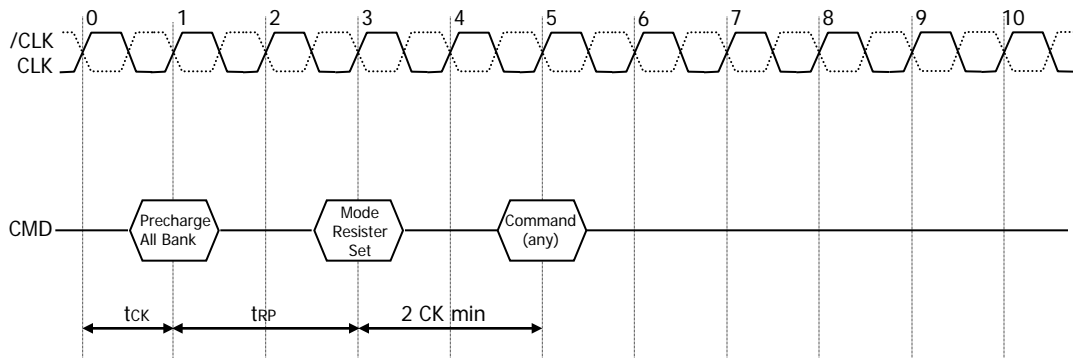 0 1 2 3 4 5 6 7 8 9 10
/CLK
CLK
CMD
Precharge
All Bank
Mode
Resister
Set
Command
(any)
tCK
tRP
2 CK min